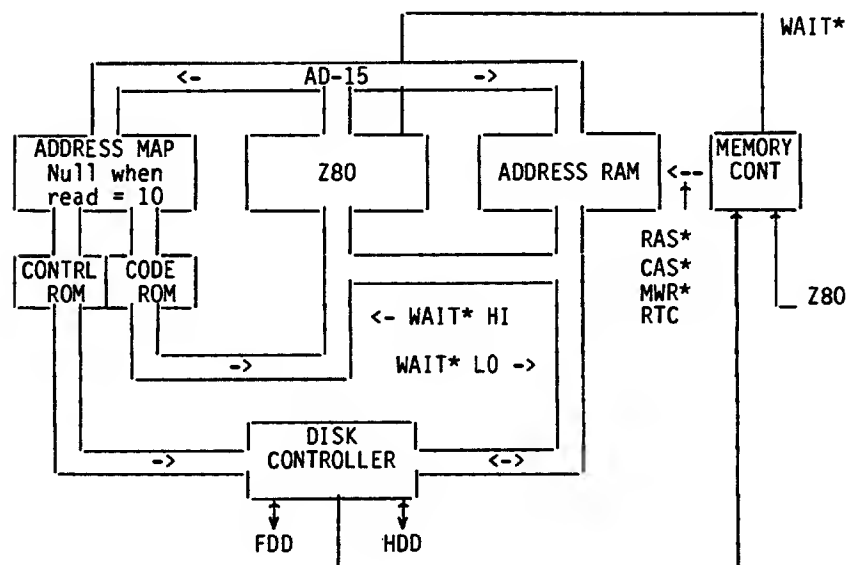 WAIT*
<- AD-15 ->
ADDRESS MAP
Null when
read = 10
Z80
ADDRESS RAM
<--
MEMORY
CONT
RAS*
CAS*
MWR*
RTC
Z80
CONTRL
ROM
CODE
ROM
<- WAIT* HI
->
WAIT* LO ->
DISK
CONTROLLER
->
<->
FDD
HDD